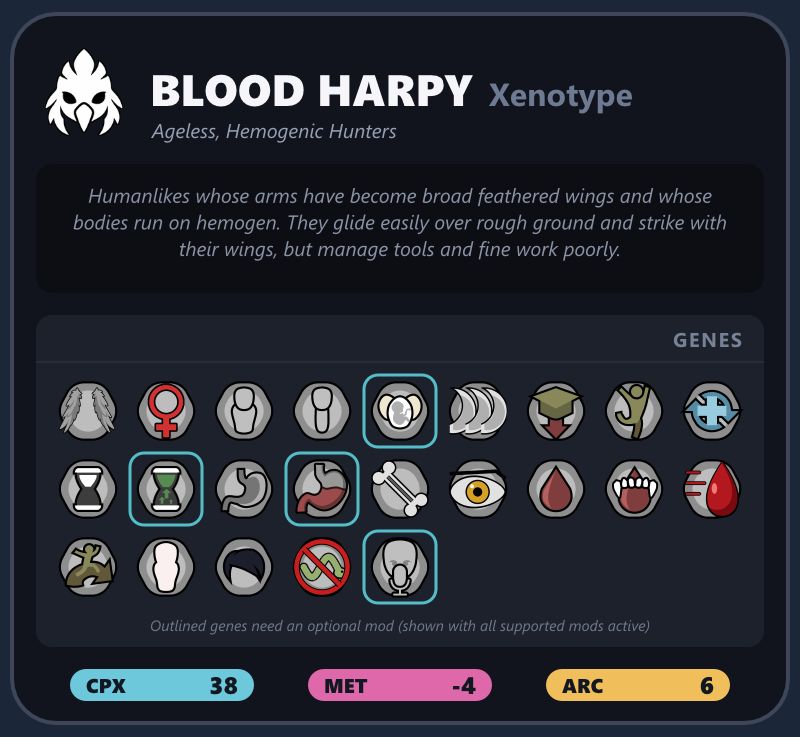 BLOOD HARPY Xenotype
Ageless, Hemogenic Hunters
Humanlikes whose arms have become broad feathered wings and whose
bodies run on hemogen. They glide easily over rough ground and strike with
their wings, but manage tools and fine work poorly.
GENES
Outlined genes need an optional mod (shown with all supported mods active)
CPX 38
MET -4
ARC 6